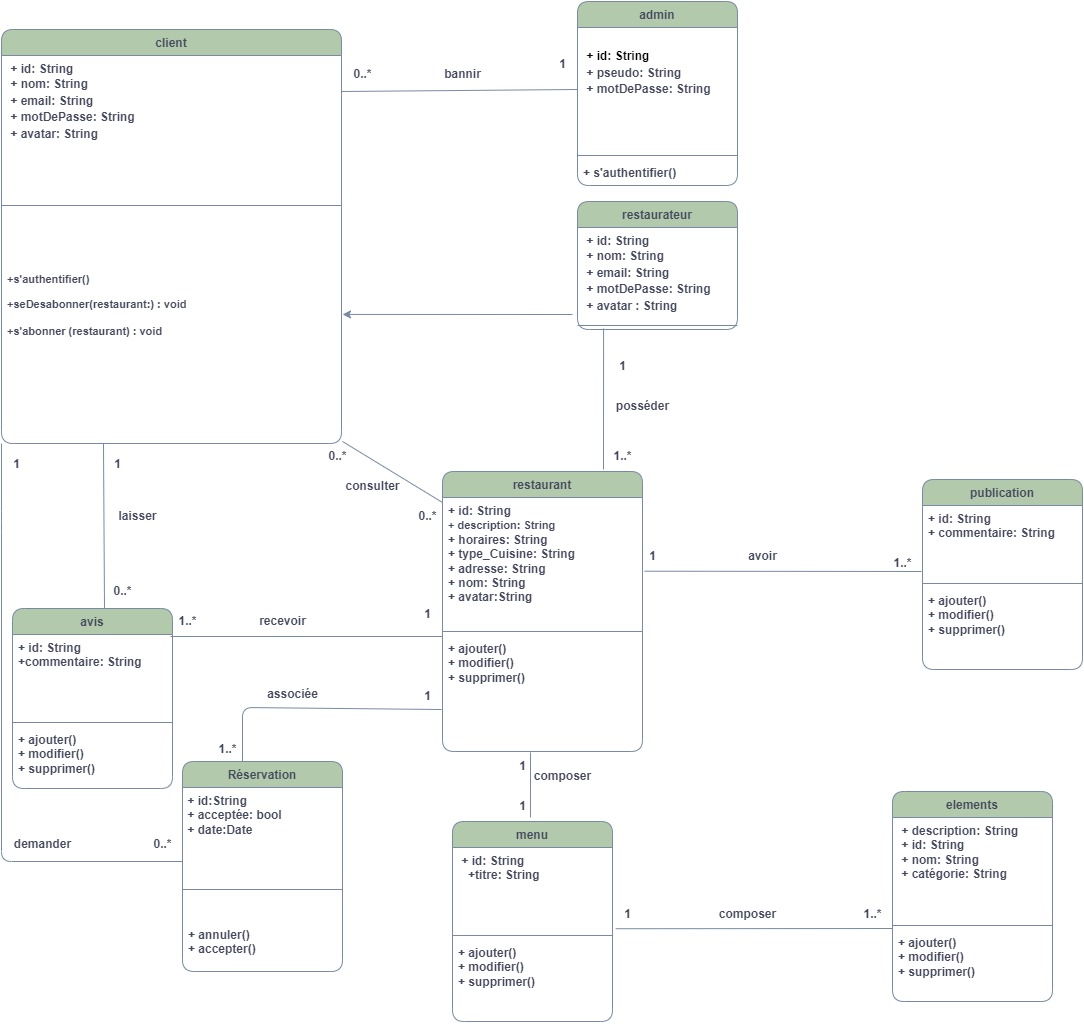 client
+ id: String
+ nom: String
+ email: String
+ motDePasse: String
+ avatar: String
+s'authentifier()
+seDesabonner(restaurant:) : void
+s'abonner (restaurant) : void
0..*
bannir
1
admin
+ id: String
+ pseudo: String
+ motDePasse: String
+ s'authentifier()
restaurateur
+ id: String
+ nom: String
+ email: String
+ motDePasse: String
+ avatar : String
1
posséder
1..*
0..*
consulter
0..*
1
1
laisser
0..*
restaurant
+ id: String
+ description: String
+ horaires: String
+ type_Cuisine: String
+ adresse: String
+ nom: String
+ avatar:String
+ ajouter()
+ modifier()
+ supprimer()
1
avoir
1..*
publication
+ id: String
+ commentaire: String
+ ajouter()
+ modifier()
+ supprimer()
avis
+ id: String
+commentaire: String
+ ajouter()
+ modifier()
+ supprimer()
1..*
recevoir
1
associée
1
1..*
Réservation
+ id:String
+ acceptée: bool
+ date:Date
+ annuler()
+ accepter()
demander
0..*
1
composer
1
menu
+ id: String
+titre: String
+ ajouter()
+ modifier()
+ supprimer()
1
composer
1..*
elements
+ description: String
+ id: String
+ nom: String
+ catégorie: String
+ ajouter()
+ modifier()
+ supprimer()